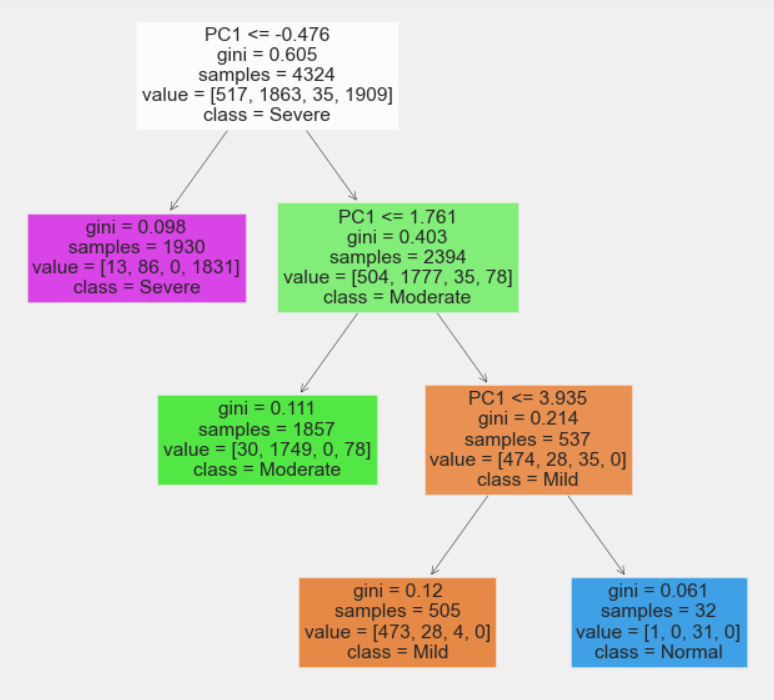 PC1 <= -0.476
gini = 0.605
samples = 4324
value = [517, 1863, 35, 1909]
class = Severe
gini = 0.098
samples = 1930
value = [13, 86, 0, 1831]
class = Severe
PC1 <= 1.761
gini = 0.403
samples = 2394
value = [504, 1777, 35, 78]
class = Moderate
gini = 0.111
samples = 1857
value = [30, 1749, 0, 78]
class = Moderate
PC1 <= 3.935
gini = 0.214
samples = 537
value = [474, 28, 35, 0]
class = Mild
gini = 0.12
samples = 505
value = [473, 28, 4, 0]
class = Mild
gini = 0.061
samples = 32
value = [1, 0, 31, 0]
class = Normal